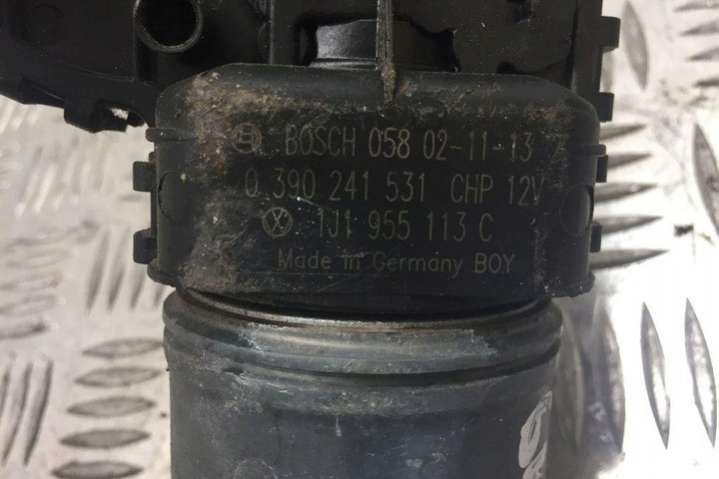 BOSCH 058 02-11-13
0 390 241 531 CHP 12V
1J1 955 113 C
Made in Germany BOY